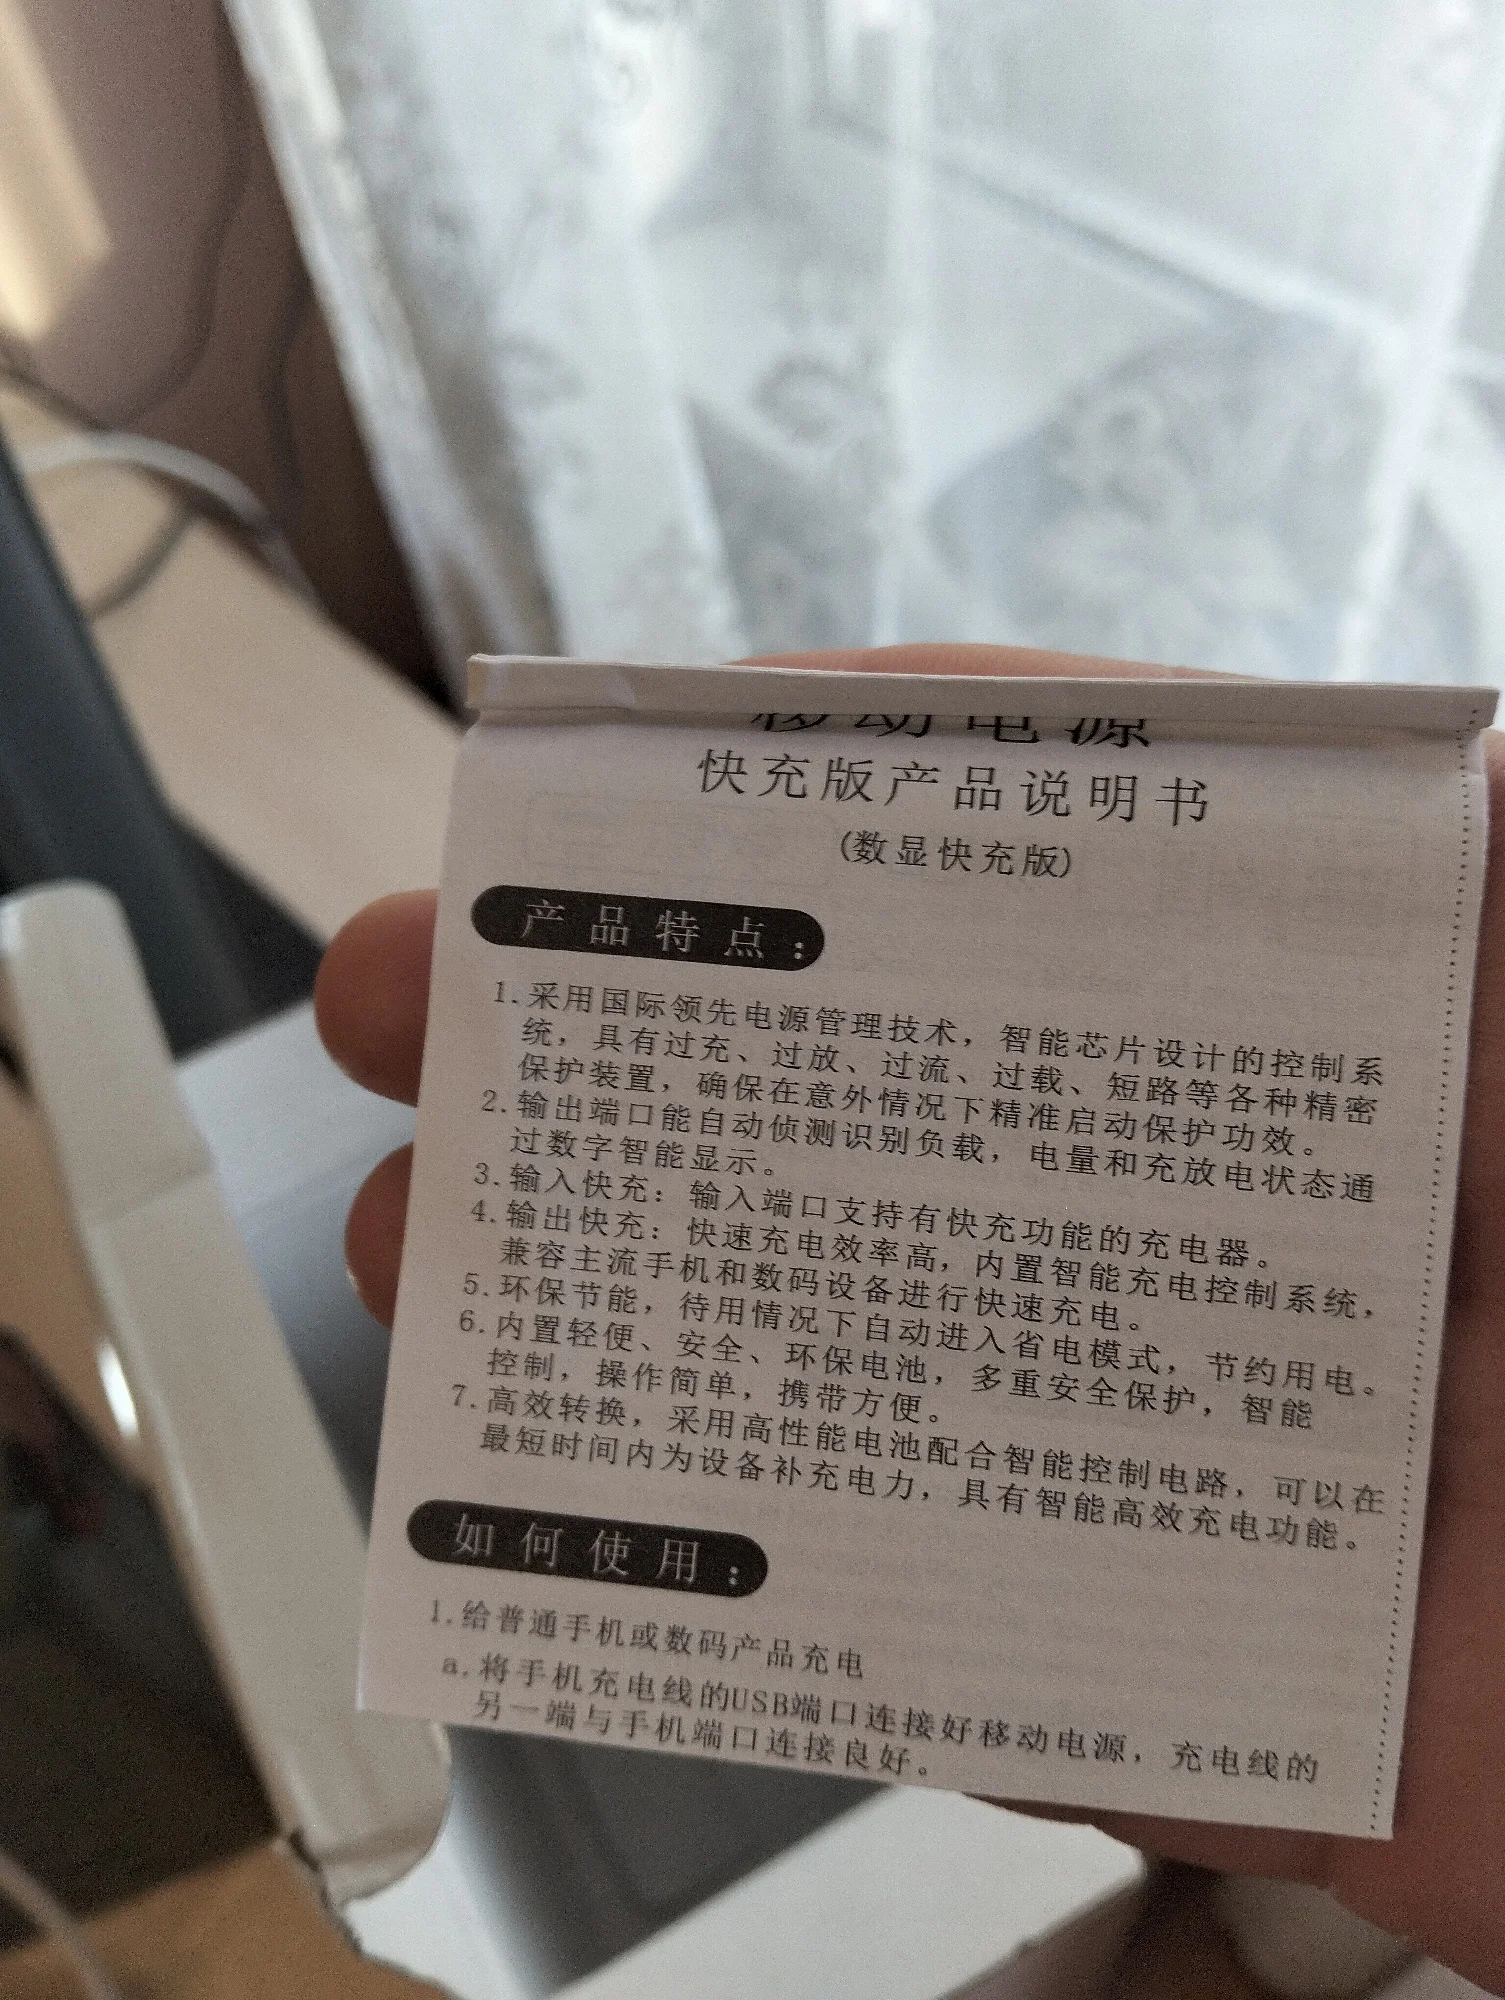 移动电源
快充版产品说明书
(数显快充版)
产品特点:
1.采用国际领先电源管理技术，智能芯片设计的控制系
统，具有过充、过放、过流、过载、短路等各种精密
保护装置，确保在意外情况下精准启动保护功效。
2.输出端口能自动侦测识别负载，电量和充放电状态通
过数字智能显示。
3.输入快充：输入端口支持有快充功能的充电器。
4.输出快充：快速充电效率高，内置智能充电控制系统，
兼容主流手机和数码设备进行快速充电。
5.环保节能，待用情况下自动进入省电模式，节约用电。
6.内置轻便、安全、环保电池，多重安全保护，智能
控制，操作简单，携带方便。
7.高效转换，采用高性能电池配合智能控制电路，可以在
最短时间内为设备补充电力，具有智能高效充电功能。
如何使用:
1.给普通手机或数码产品充电
a.将手机充电线的USB端口连接好移动电源，充电线的
另一端与手机端口连接良好。